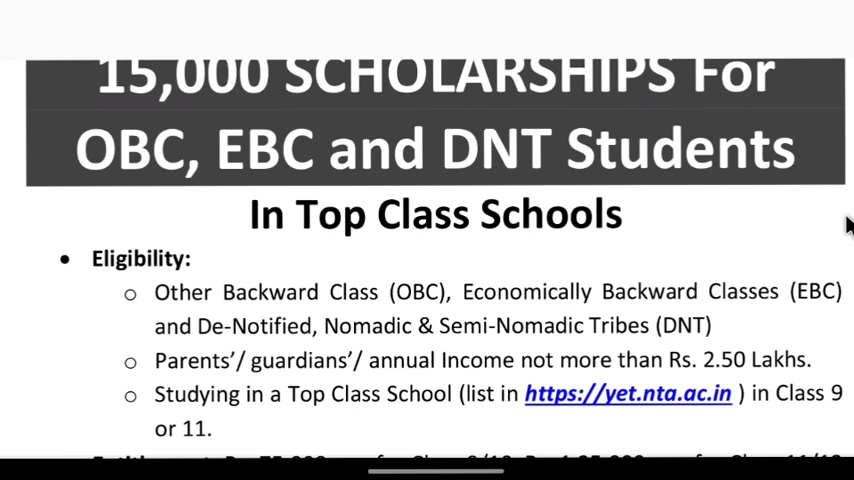 15,000 SCHOLARSHIPS For
OBC, EBC and DNT Students
In Top Class Schools
• Eligibility:
o Other Backward Class (OBC), Economically Backward Classes (EBC)
and De-Notified, Nomadic & Semi-Nomadic Tribes (DNT)
o Parents'/ guardians'/ annual Income not more than Rs. 2.50 Lakhs.
o Studying in a Top Class School (list in https://yet.nta.ac.in ) in Class 9
or 11.